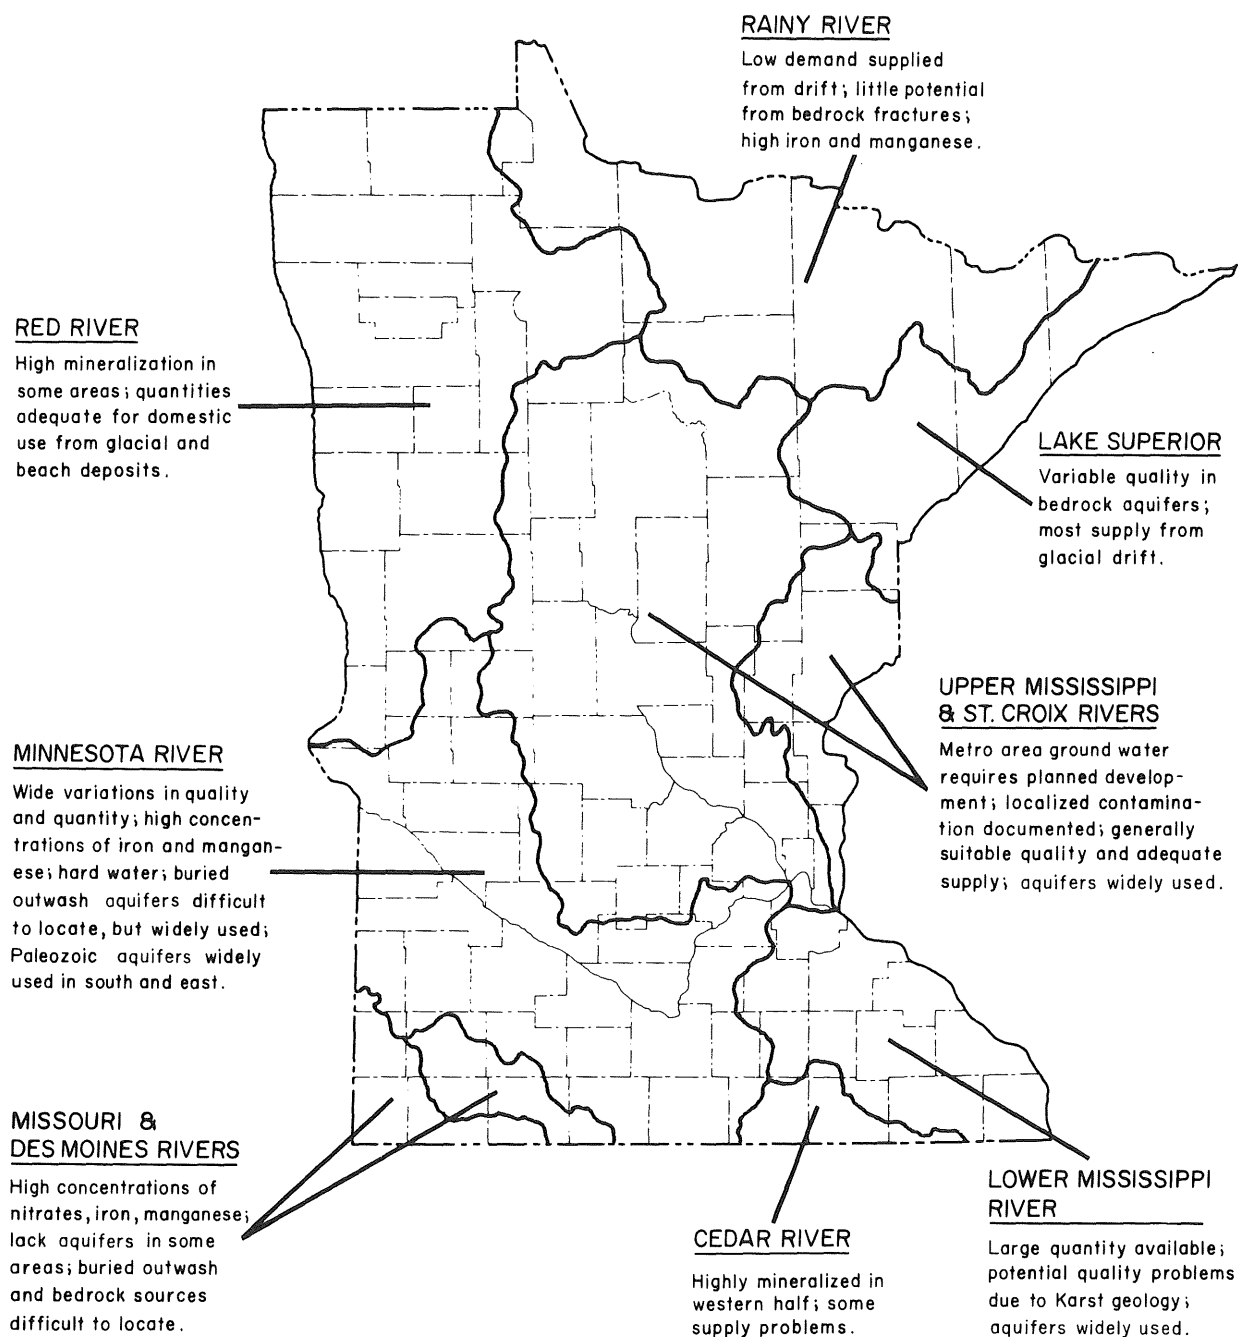 RAINY RIVER
Low demand supplied
from drift; little potential
from bedrock fractures;
high iron and manganese.
RED RIVER
High mineralization in
some areas; quantities
adequate for domestic
use from glacial and
beach deposits.
LAKE SUPERIOR
Variable quality in
bedrock aquifers;
most supply from
glacial drift.
UPPER MISSISSIPPI
& ST. CROIX RIVERS
Metro area ground water
requires planned develop-
ment; localized contamina-
tion documented; generally
suitable quality and adequate
supply; aquifers widely used.
MINNESOTA RIVER
Wide variations in quality
and quantity; high concen-
trations of iron and mangan-
ese; hard water; buried
outwash aquifers difficult
to locate, but widely used;
Paleozoic aquifers widely
used in south and east.
MISSOURI &
DES MOINES RIVERS
High concentrations of
nitrates, iron, manganese;
lack aquifers in some
areas; buried outwash
and bedrock sources
difficult to locate.
CEDAR RIVER
Highly mineralized in
western half; some
supply problems.
LOWER MISSISSIPPI
RIVER
Large quantity available;
potential quality problems
due to Karst geology;
aquifers widely used.